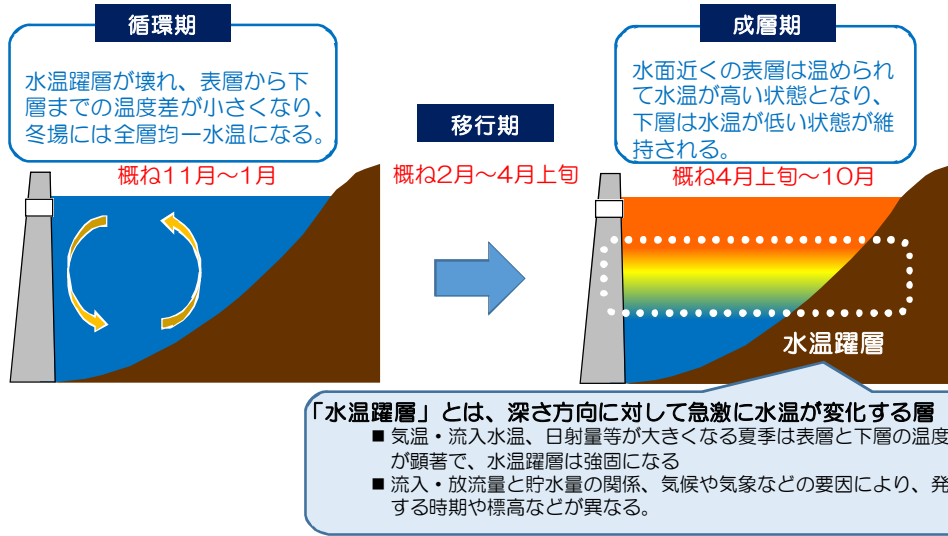 循環期
水温躍層が壊れ、表層から下
層までの温度差が小さくなり、
冬場には全層均一水温になる。
概ね11月～1月
移行期
概ね2月～4月上旬
成層期
水面近くの表層は温められ
て水温が高い状態となり、
下層は水温が低い状態が維
持される。
概ね4月上旬～10月
水温躍層
「水温躍層」とは、深さ方向に対して急激に水温が変化する層
■ 気温・流入水温、日射量等が大きくなる夏季は表層と下層の温度
が顕著で、水温躍層は強固になる
■ 流入・放流量と貯水量の関係、気候や気象などの要因により、発
する時期や標高などが異なる。